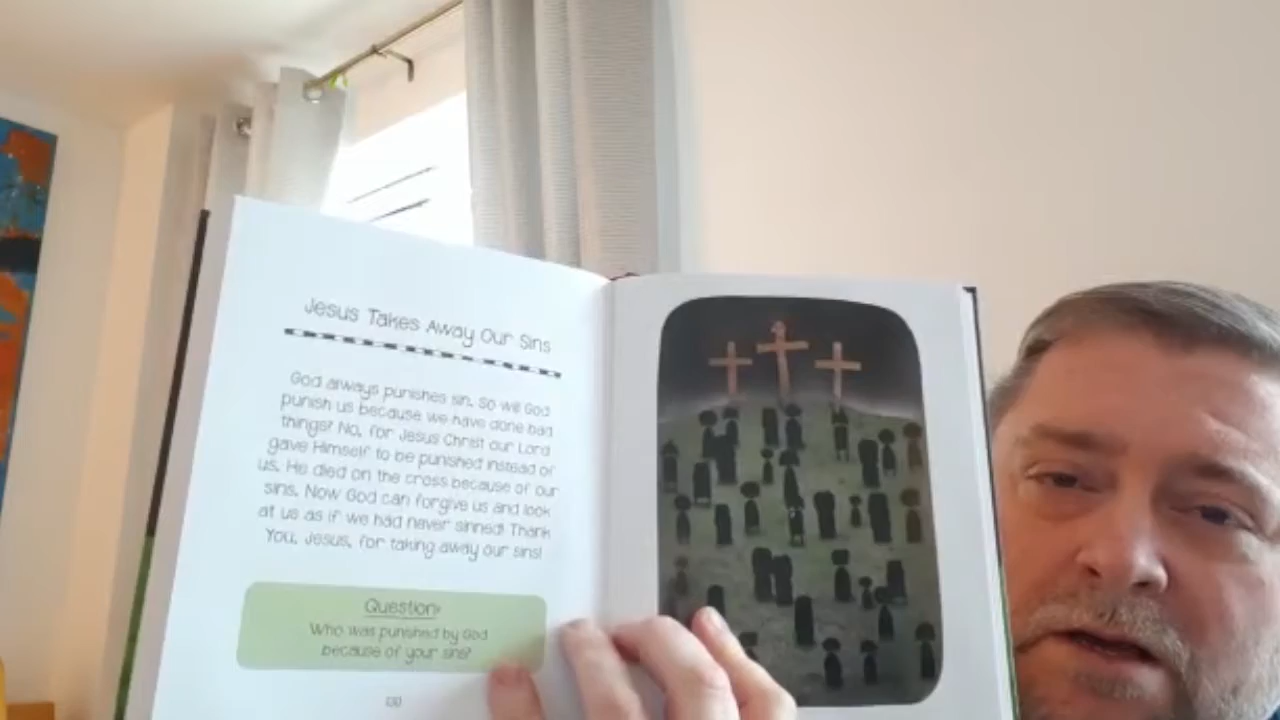 Jesus Takes Away Our Sins
God always punishes sin. So will God
punish us because we have done bad
things? No, for Jesus Christ our Lord
gave Himself to be punished instead of
us. He died on the cross because of our
sins. Now God can forgive us and look
at us as if we had never sinned! Thank
You, Jesus, for taking away our sins!
Question:
Who was punished by God
because of your sins?
130